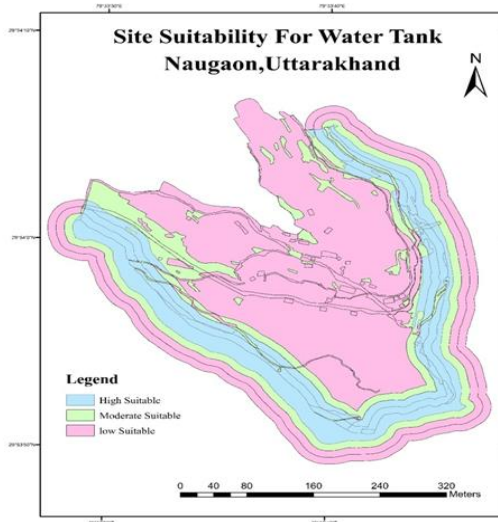 Site Suitability For Water Tank
Naugaon,Uttarakhand
N
Legend
High Suitable
Moderate Suitable
low Suitable
0 40 80 160 240 320
Meters